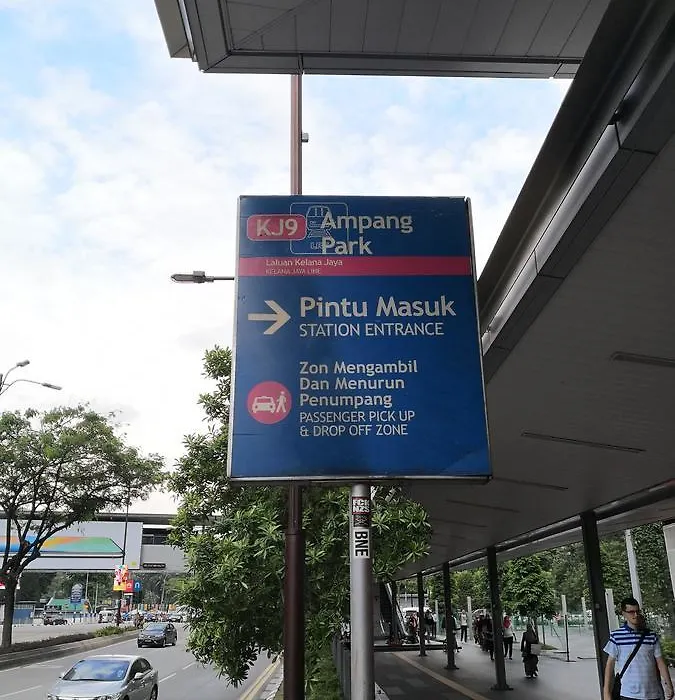 KJ9
Ampang
Park
LRT
Laluan Kelana Jaya
KELANA JAYA LINE
Pintu Masuk
STATION ENTRANCE
Zon Mengambil
Dan Menurun
Penumpang
PASSENGER PICK UP
& DROP OFF ZONE
BNE